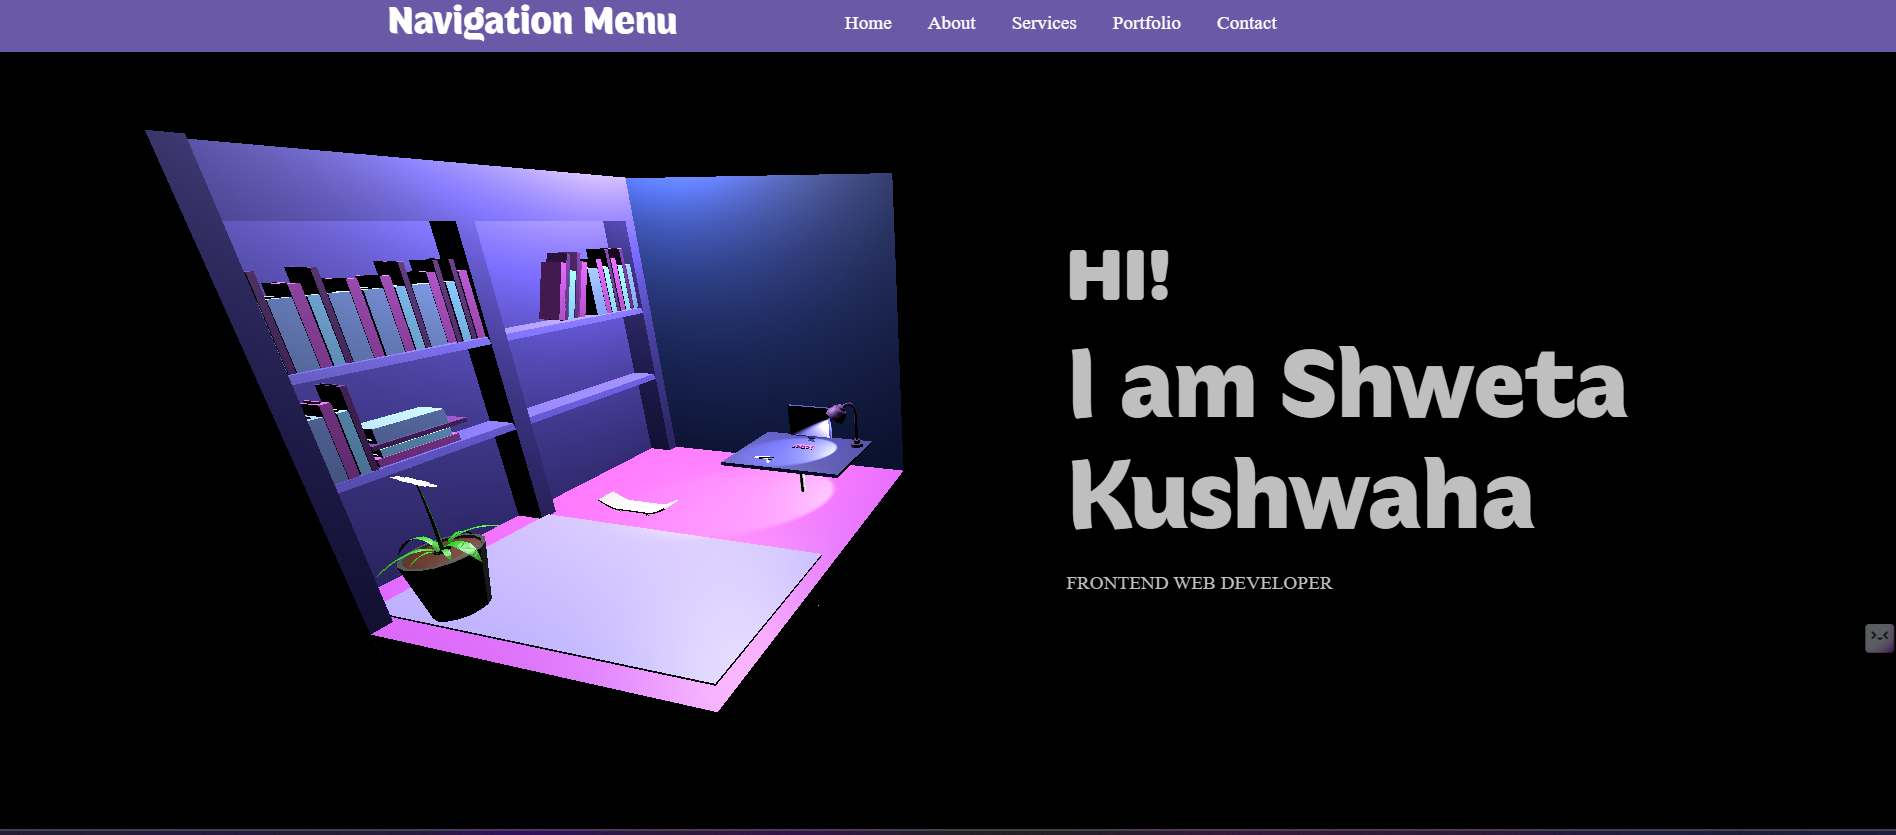 Navigation Menu
Home About Services Portfolio Contact
HI!
I am Shweta
Kushwaha
FRONTEND WEB DEVELOPER